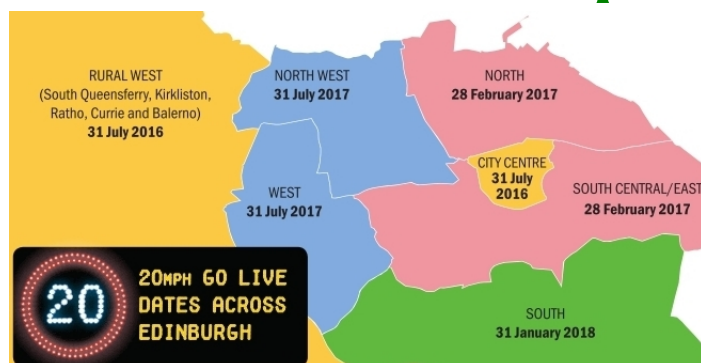 RURAL WEST
(South Queensferry, Kirkliston,
Ratho, Currie and Balerno)
31 July 2016
NORTH WEST
31 July 2017
NORTH
28 February 2017
CITY CENTRE
31 July
2016
WEST
31 July 2017
SOUTH CENTRAL/EAST
28 February 2017
SOUTH
31 January 2018
20
20MPH GO LIVE
DATES ACROSS
EDINBURGH